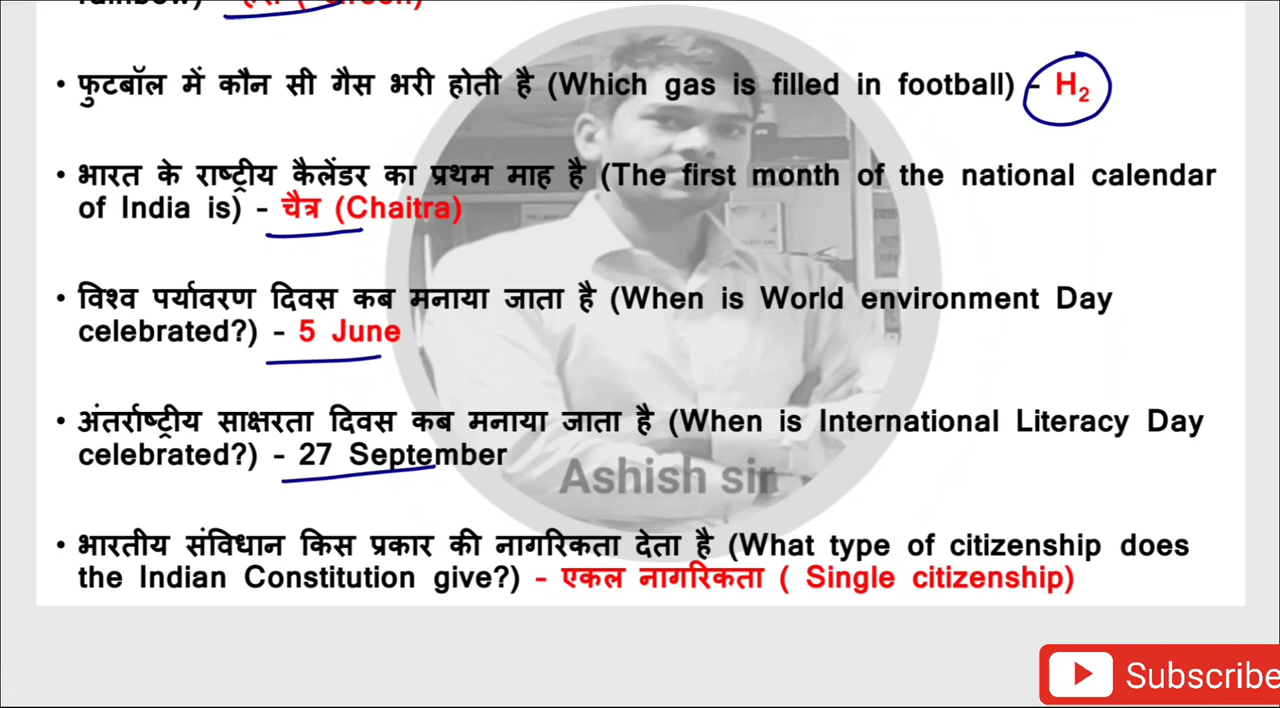 • फुटबॉल में कौन सी गैस भरी होती है (Which gas is filled in football) - H₂
• भारत के राष्ट्रीय कैलेंडर का प्रथम माह है (The first month of the national calendar
of India is) - चैत्र (Chaitra)
• विश्व पर्यावरण दिवस कब मनाया जाता है (When is World environment Day
celebrated?) - 5 June
• अंतर्राष्ट्रीय साक्षरता दिवस कब मनाया जाता है (When is International Literacy Day
celebrated?) - 27 September
Ashish sir
• भारतीय संविधान किस प्रकार की नागरिकता देता है (What type of citizenship does
the Indian Constitution give?) - एकल नागरिकता ( Single citizenship)
Subscribe